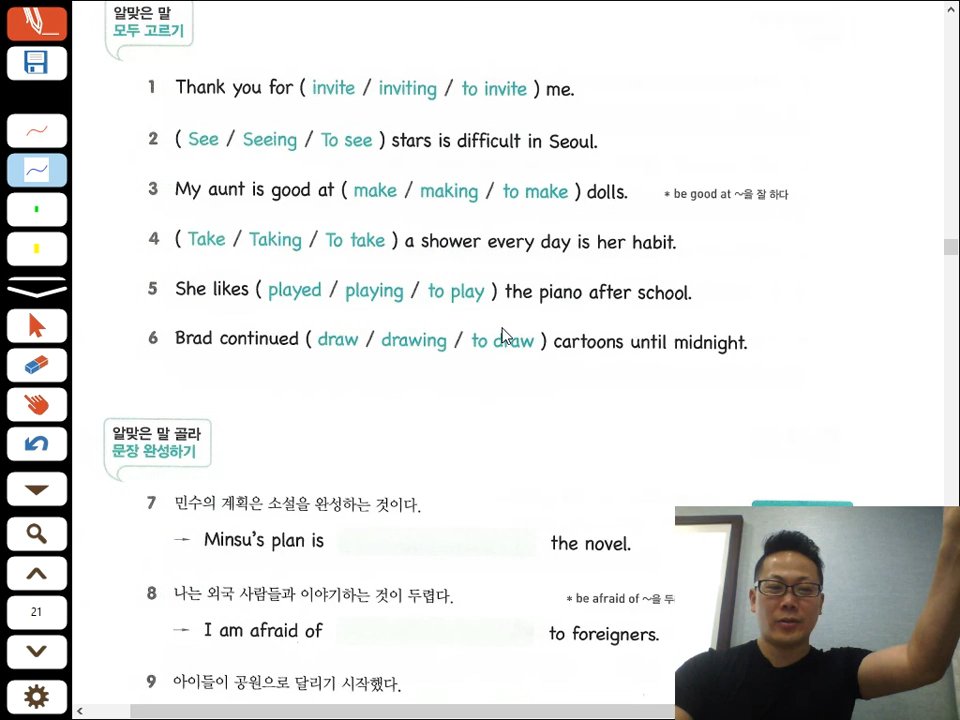 알맞은 말
모두 고르기
1 Thank you for ( invite / inviting / to invite ) me.
2 ( See / Seeing / To see ) stars is difficult in Seoul.
3 My aunt is good at ( make / making / to make ) dolls. * be good at ~을 잘 하다
4 ( Take / Taking / To take ) a shower every day is her habit.
5 She likes ( played / playing / to play ) the piano after school.
6 Brad continued ( draw / drawing / to draw ) cartoons until midnight.
알맞은 말 골라
문장 완성하기
7 민수의 계획은 소설을 완성하는 것이다.
→ Minsu's plan is the novel.
8 나는 외국 사람들과 이야기하는 것이 두렵다. * be afraid of ~을 두
→ I am afraid of to foreigners.
9 아이들이 공원으로 달리기 시작했다.
21